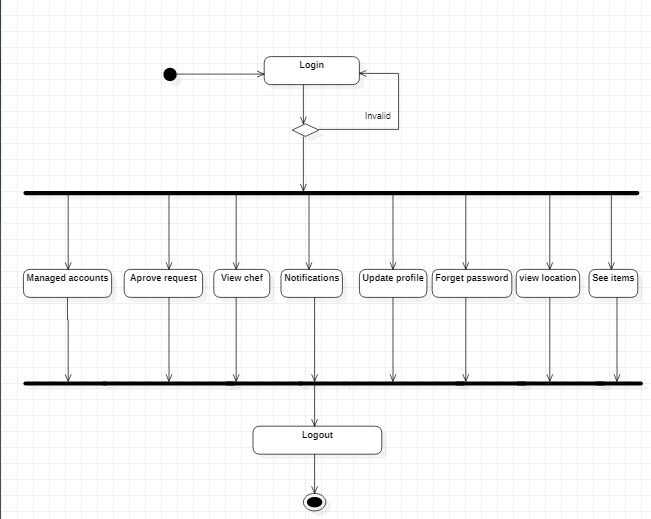 Login
Invalid
Managed accounts
Aprove request
View chef
Notifications
Update profile
Forget password
view location
See items
Logout